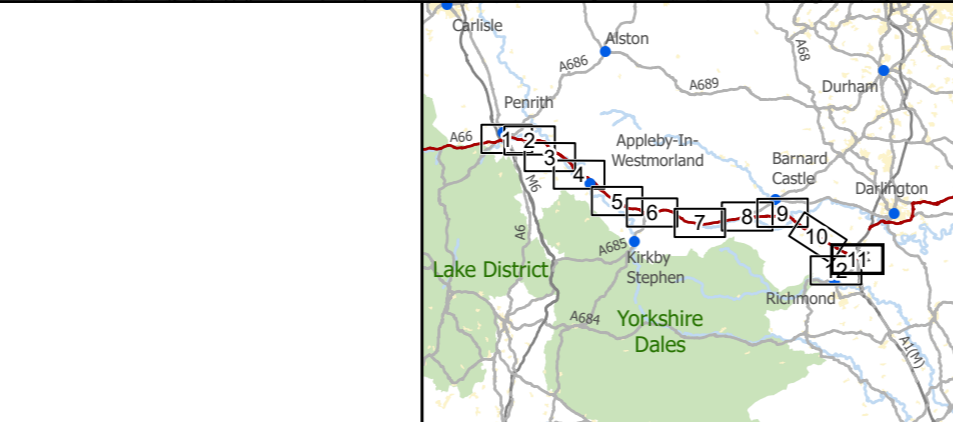 Carlisle
Alston
A68
A686
A689
Durham
Penrith
A66
1
2
3
4
Appleby-In-
Westmorland
Barnard
Castle
Darlington
M6
5
6
7
8
9
10
A6
A685
Kirkby
Stephen
11
12
Lake District
Richmond
A684
Yorkshire
Dales
A1(M)